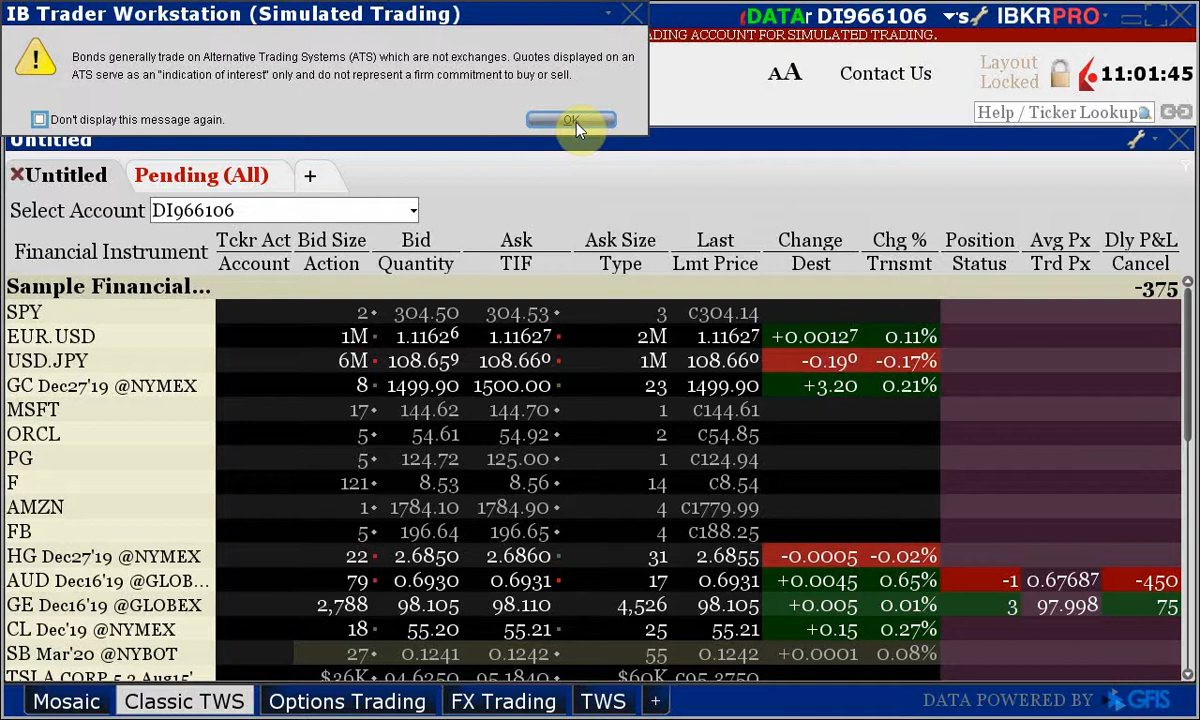 IB Trader Workstation (Simulated Trading)
(DATA DI966106 IBKRPRO
ADING ACCOUNT FOR SIMULATED TRADING.
Bonds generally trade on Alternative Trading Systems (ATS) which are not exchanges. Quotes displayed on an
ATS serve as an "indication of interest" only and do not represent a firm commitment to buy or sell.
Don't display this message again. OK
AA Contact Us Layout Locked 11:01:45
Help / Ticker Lookup
Untitled
Untitled Pending (All) +
Select Account DI966106
Financial Instrument Tckr Act Bid Size Bid Ask Ask Size Last Change Chg % Position Avg Px Dly P&L
Account Action Quantity TIF Type Lmt Price Dest Trnsmt Status Trd Px Cancel
Sample Financial... -375
SPY 2 304.50 304.53 3 c304.14
EUR.USD 1M 1.11626 1.11627 2M 1.11627 +0.00127 0.11%
USD.JPY 6M 108.659 108.660 1M 108.660 -0.190 -0.17%
GC Dec27'19 @NYMEX 8 1499.90 1500.00 23 1499.90 +3.20 0.21%
MSFT 17 144.62 144.70 1 c144.61
ORCL 5 54.61 54.92 2 c54.85
PG 5 124.72 125.00 1 c124.94
F 121 8.53 8.56 14 c8.54
AMZN 1 1784.10 1784.90 4 c1779.99
FB 5 196.64 196.65 4 c188.25
HG Dec27'19 @NYMEX 22 2.6850 2.6860 31 2.6855 -0.0005 -0.02%
AUD Dec16'19 @GLOB... 79 0.6930 0.6931 17 0.6931 +0.0045 0.65% -1 0.67687 -450
GE Dec16'19 @GLOBEX 2,788 98.105 98.110 4,526 98.105 +0.005 0.01% 3 97.998 75
CL Dec'19 @NYMEX 18 55.20 55.21 25 55.21 +0.15 0.27%
SB Mar'20 @NYBOT 27 0.1241 0.1242 55 0.1242 +0.0001 0.08%
TSLA CORP 5.3 Aug15' $36K 94.6250 95.1840 $60K c95.3750
Mosaic Classic TWS Options Trading FX Trading TWS + DATA POWERED BY GFIS